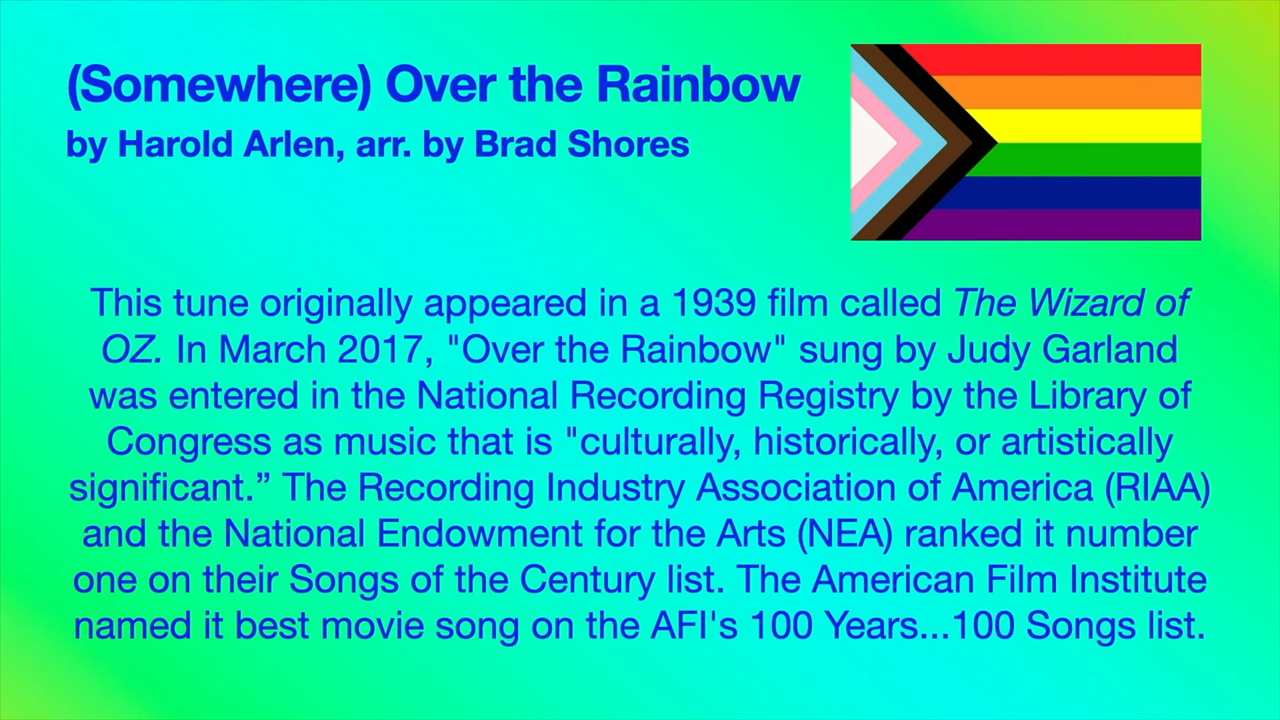 (Somewhere) Over the Rainbow
by Harold Arlen, arr. by Brad Shores
This tune originally appeared in a 1939 film called The Wizard of
OZ. In March 2017, "Over the Rainbow" sung by Judy Garland
was entered in the National Recording Registry by the Library of
Congress as music that is "culturally, historically, or artistically
significant.” The Recording Industry Association of America (RIAA)
and the National Endowment for the Arts (NEA) ranked it number
one on their Songs of the Century list. The American Film Institute
named it best movie song on the AFI's 100 Years...100 Songs list.